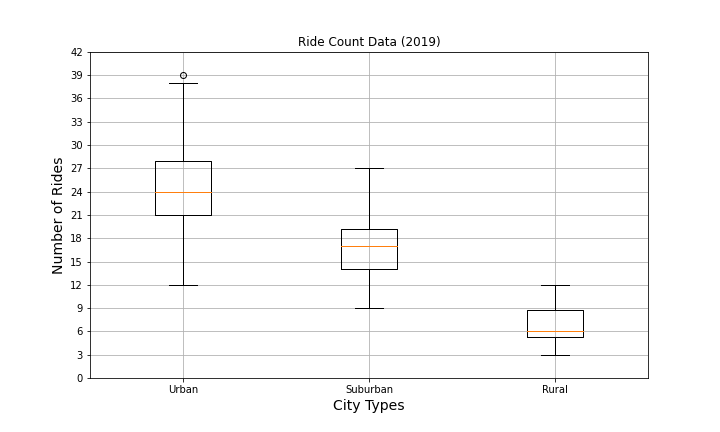 Ride Count Data (2019)
42
39
36
33
30
27
24
21
18
15
12
9
6
3
0
Number of Rides
Urban
Suburban
Rural
City Types